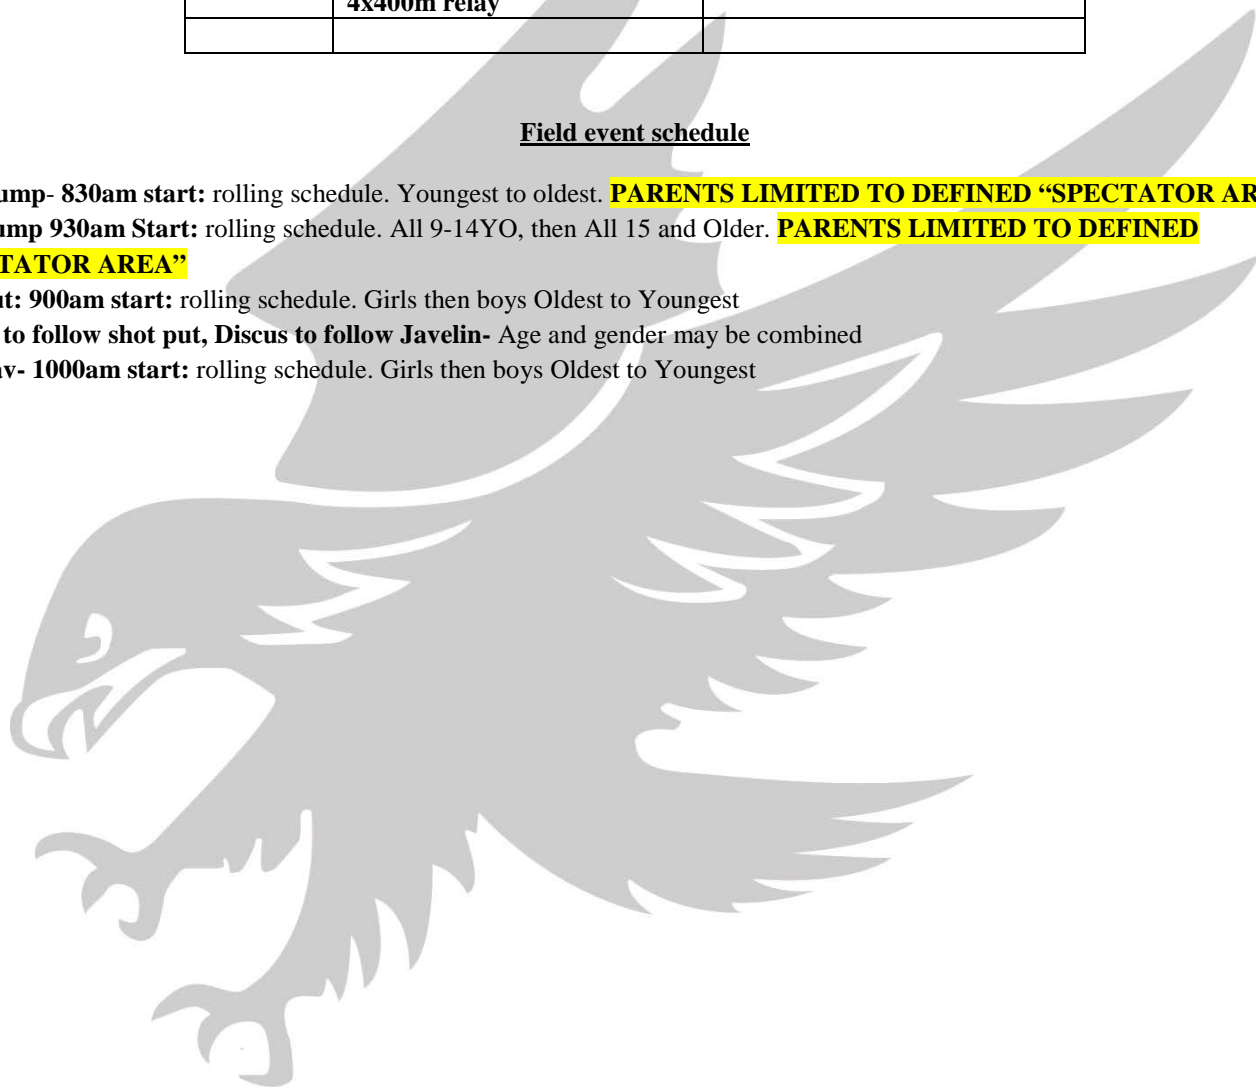 4x400m relay
Field event schedule
ump- 830am start: rolling schedule. Youngest to oldest. PARENTS LIMITED TO DEFINED “SPECTATOR AR
ump 930am Start: rolling schedule. All 9-14YO, then All 15 and Older. PARENTS LIMITED TO DEFINED
TATOR AREA”
ut: 900am start: rolling schedule. Girls then boys Oldest to Youngest
to follow shot put, Discus to follow Javelin- Age and gender may be combined
av- 1000am start: rolling schedule. Girls then boys Oldest to Youngest